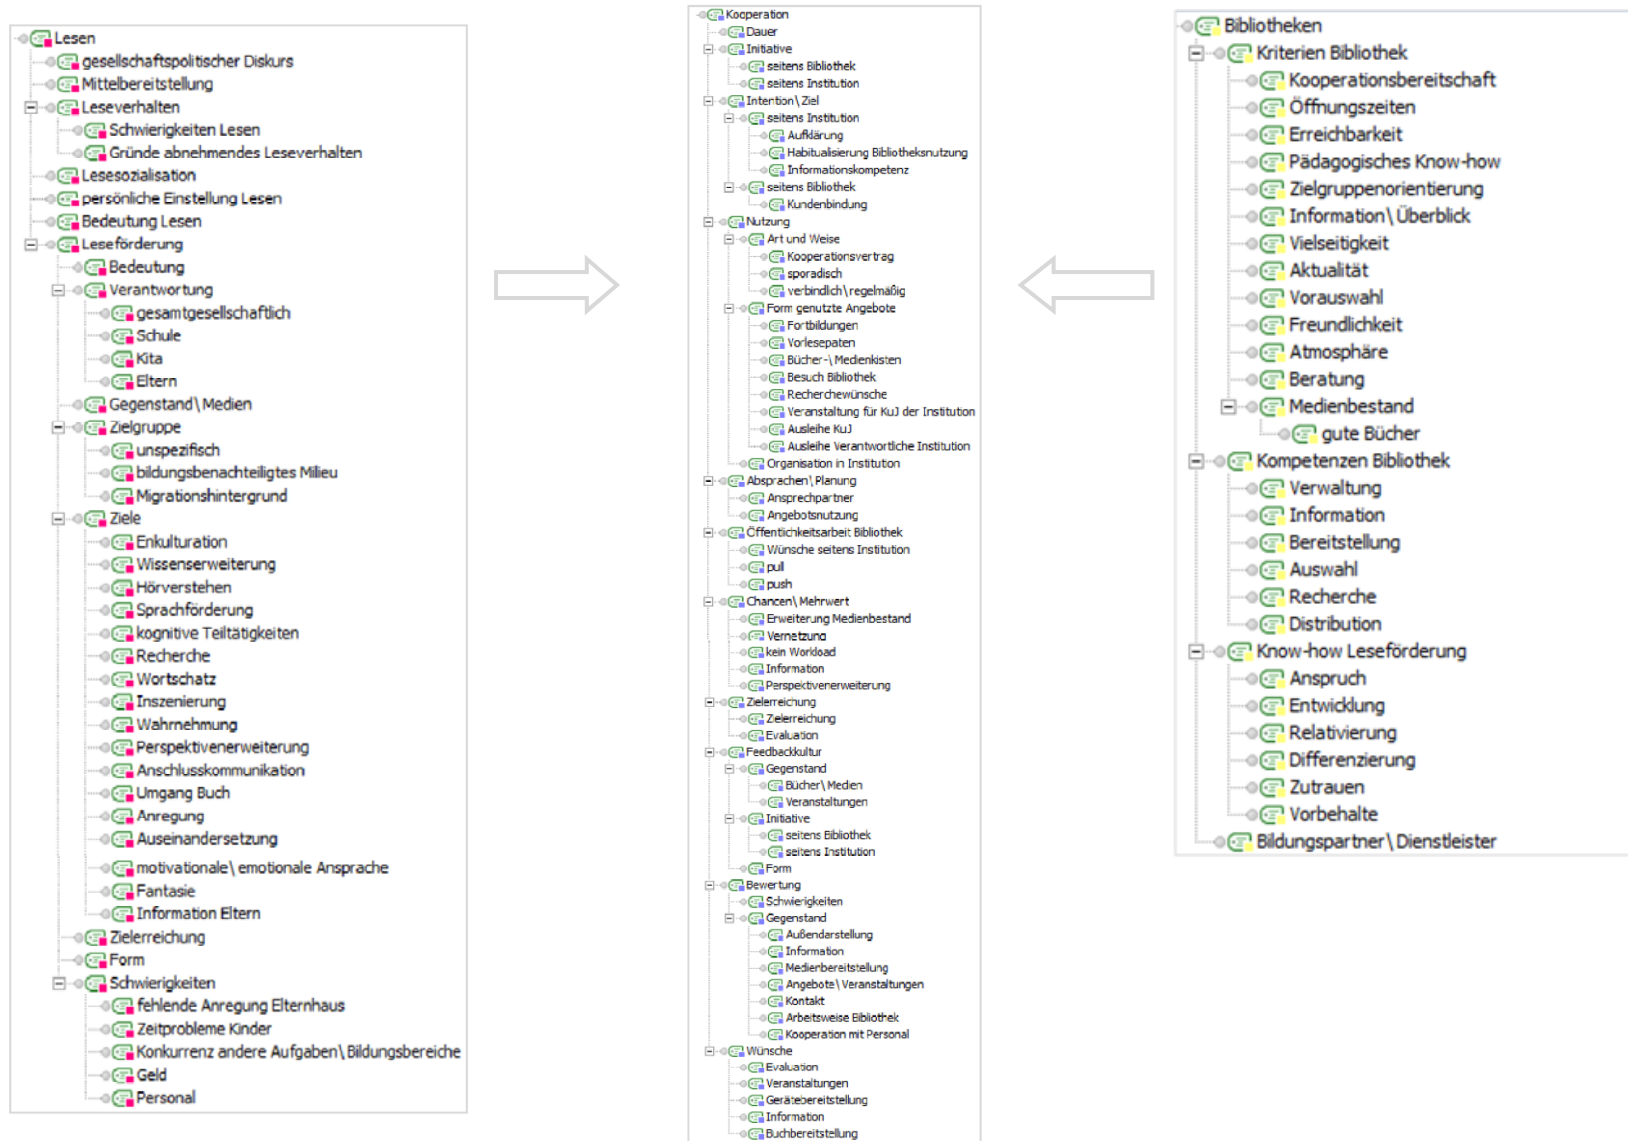 Lesen
gesellschaftspolitischer Diskurs
Mittelbereitstellung
Leseverhalten
Schwierigkeiten Lesen
Gründe abnehmendes Leseverhalten
Lesesozialisation
persönliche Einstellung Lesen
Bedeutung Lesen
Leseförderung
Bedeutung
Verantwortung
gesamtgesellschaftlich
Schule
Kita
Eltern
Gegenstand\Medien
Zielgruppe
unspezifisch
bildungsbenachteiligtes Milieu
Migrationshintergrund
Ziele
Enkulturation
Wissenserweiterung
Hörverstehen
Sprachförderung
kognitive Teiltätigkeiten
Recherche
Wortschatz
Inszenierung
Wahrnehmung
Perspektivenerweiterung
Anschlusskommunikation
Umgang Buch
Anregung
Auseinandersetzung
motivationale\emotionale Ansprache
Fantasie
Information Eltern
Zielerreichung
Form
Schwierigkeiten
fehlende Anregung Elternhaus
Zeitprobleme Kinder
Konkurrenz andere Aufgaben\Bildungsbereiche
Geld
Personal
Kooperation
Dauer
Initiative
seitens Bibliothek
seitens Institution
Intention\Ziel
seitens Institution
Aufklärung
Habitualisierung Bibliotheksnutzung
Informationskompetenz
seitens Bibliothek
Kundenbindung
Nutzung
Art und Weise
Kooperationsvertrag
sporadisch
verbindlich\regelmäßig
Form genutzte Angebote
Fortbildungen
Vorlesepaten
Bücher-\Medienkisten
Besuch Bibliothek
Recherchewünsche
Veranstaltung für KuJ der Institution
Ausleihe KuJ
Ausleihe Verantwortliche Institution
Organisation in Institution
Absprachen\Planung
Ansprechpartner
Angebotsnutzung
Öffentlichkeitsarbeit Bibliothek
Wünsche seitens Institution
pull
push
Chancen\Mehrwert
Erweiterung Medienbestand
Vernetzung
kein Workload
Information
Perspektivenerweiterung
Zielerreichung
Zielerreichung
Evaluation
Feedbackkultur
Gegenstand
Bücher\Medien
Veranstaltungen
Initiative
seitens Bibliothek
seitens Institution
Form
Bewertung
Schwierigkeiten
Gegenstand
Außendarstellung
Information
Medienbereitstellung
Angebote\Veranstaltungen
Kontakt
Arbeitsweise Bibliothek
Kooperation mit Personal
Wünsche
Evaluation
Veranstaltungen
Gerätebereitstellung
Information
Buchbereitstellung
Bibliotheken
Kriterien Bibliothek
Kooperationsbereitschaft
Öffnungszeiten
Erreichbarkeit
Pädagogisches Know-how
Zielgruppenorientierung
Information\Überblick
Vielseitigkeit
Aktualität
Vorauswahl
Freundlichkeit
Atmosphäre
Beratung
Medienbestand
gute Bücher
Kompetenzen Bibliothek
Verwaltung
Information
Bereitstellung
Auswahl
Recherche
Distribution
Know-how Leseförderung
Anspruch
Entwicklung
Relativierung
Differenzierung
Zutrauen
Vorbehalte
Bildungspartner\Dienstleister